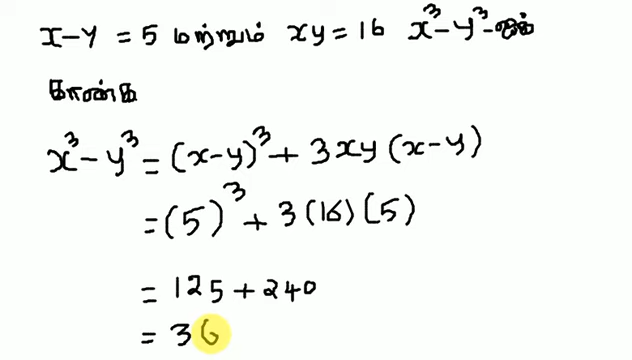 x-y = 5 மற்றும் xy = 16 x³-y³-ஐக்
காண்க
x³-y³ = (x-y)³ + 3xy (x-y)
= (5)³ + 3 (16) (5)
= 125 + 240
= 36